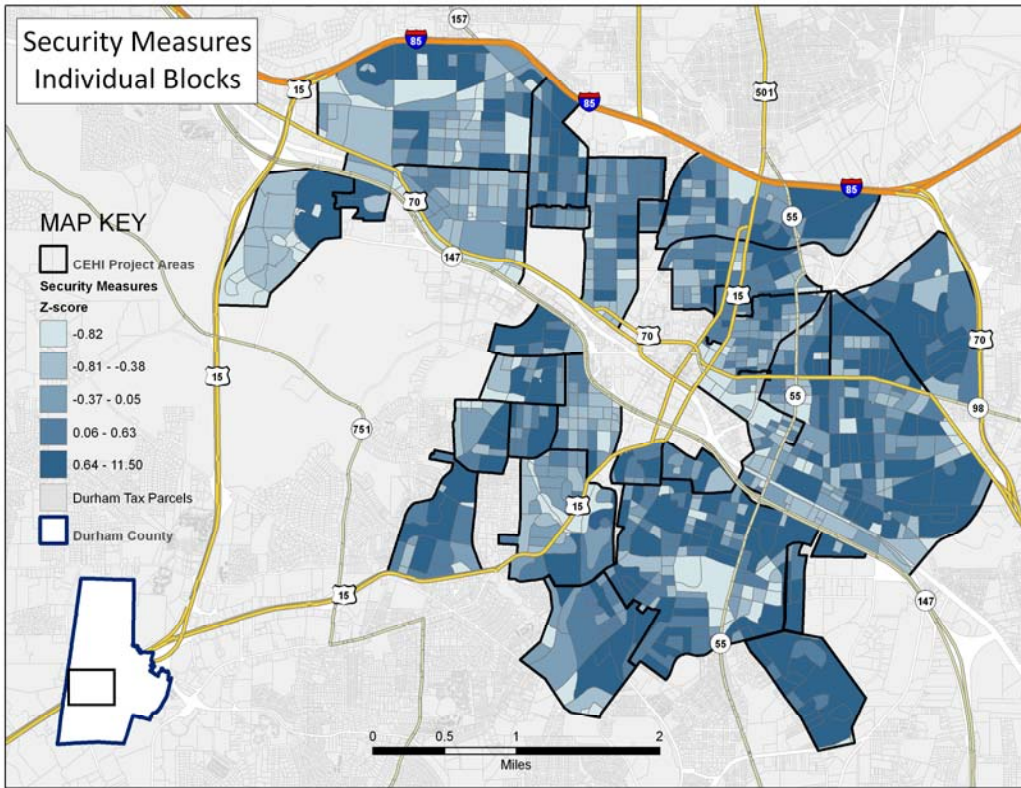 Security Measures
Individual Blocks
157
85
15
501
85
85
55
70
147
15
70
70
15
55
98
751
15
15
147
55
MAP KEY
CEHI Project Areas
Security Measures
Z-score
-0.82
-0.81 - -0.38
-0.37 - 0.05
0.06 - 0.63
0.64 - 11.50
Durham Tax Parcels
Durham County
0 0.5 1 2
Miles